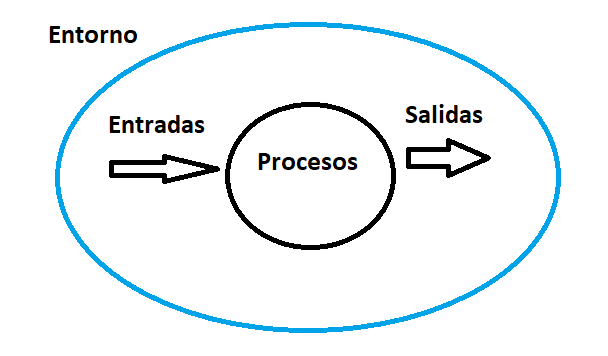 Entorno
Entradas
Procesos
Salidas